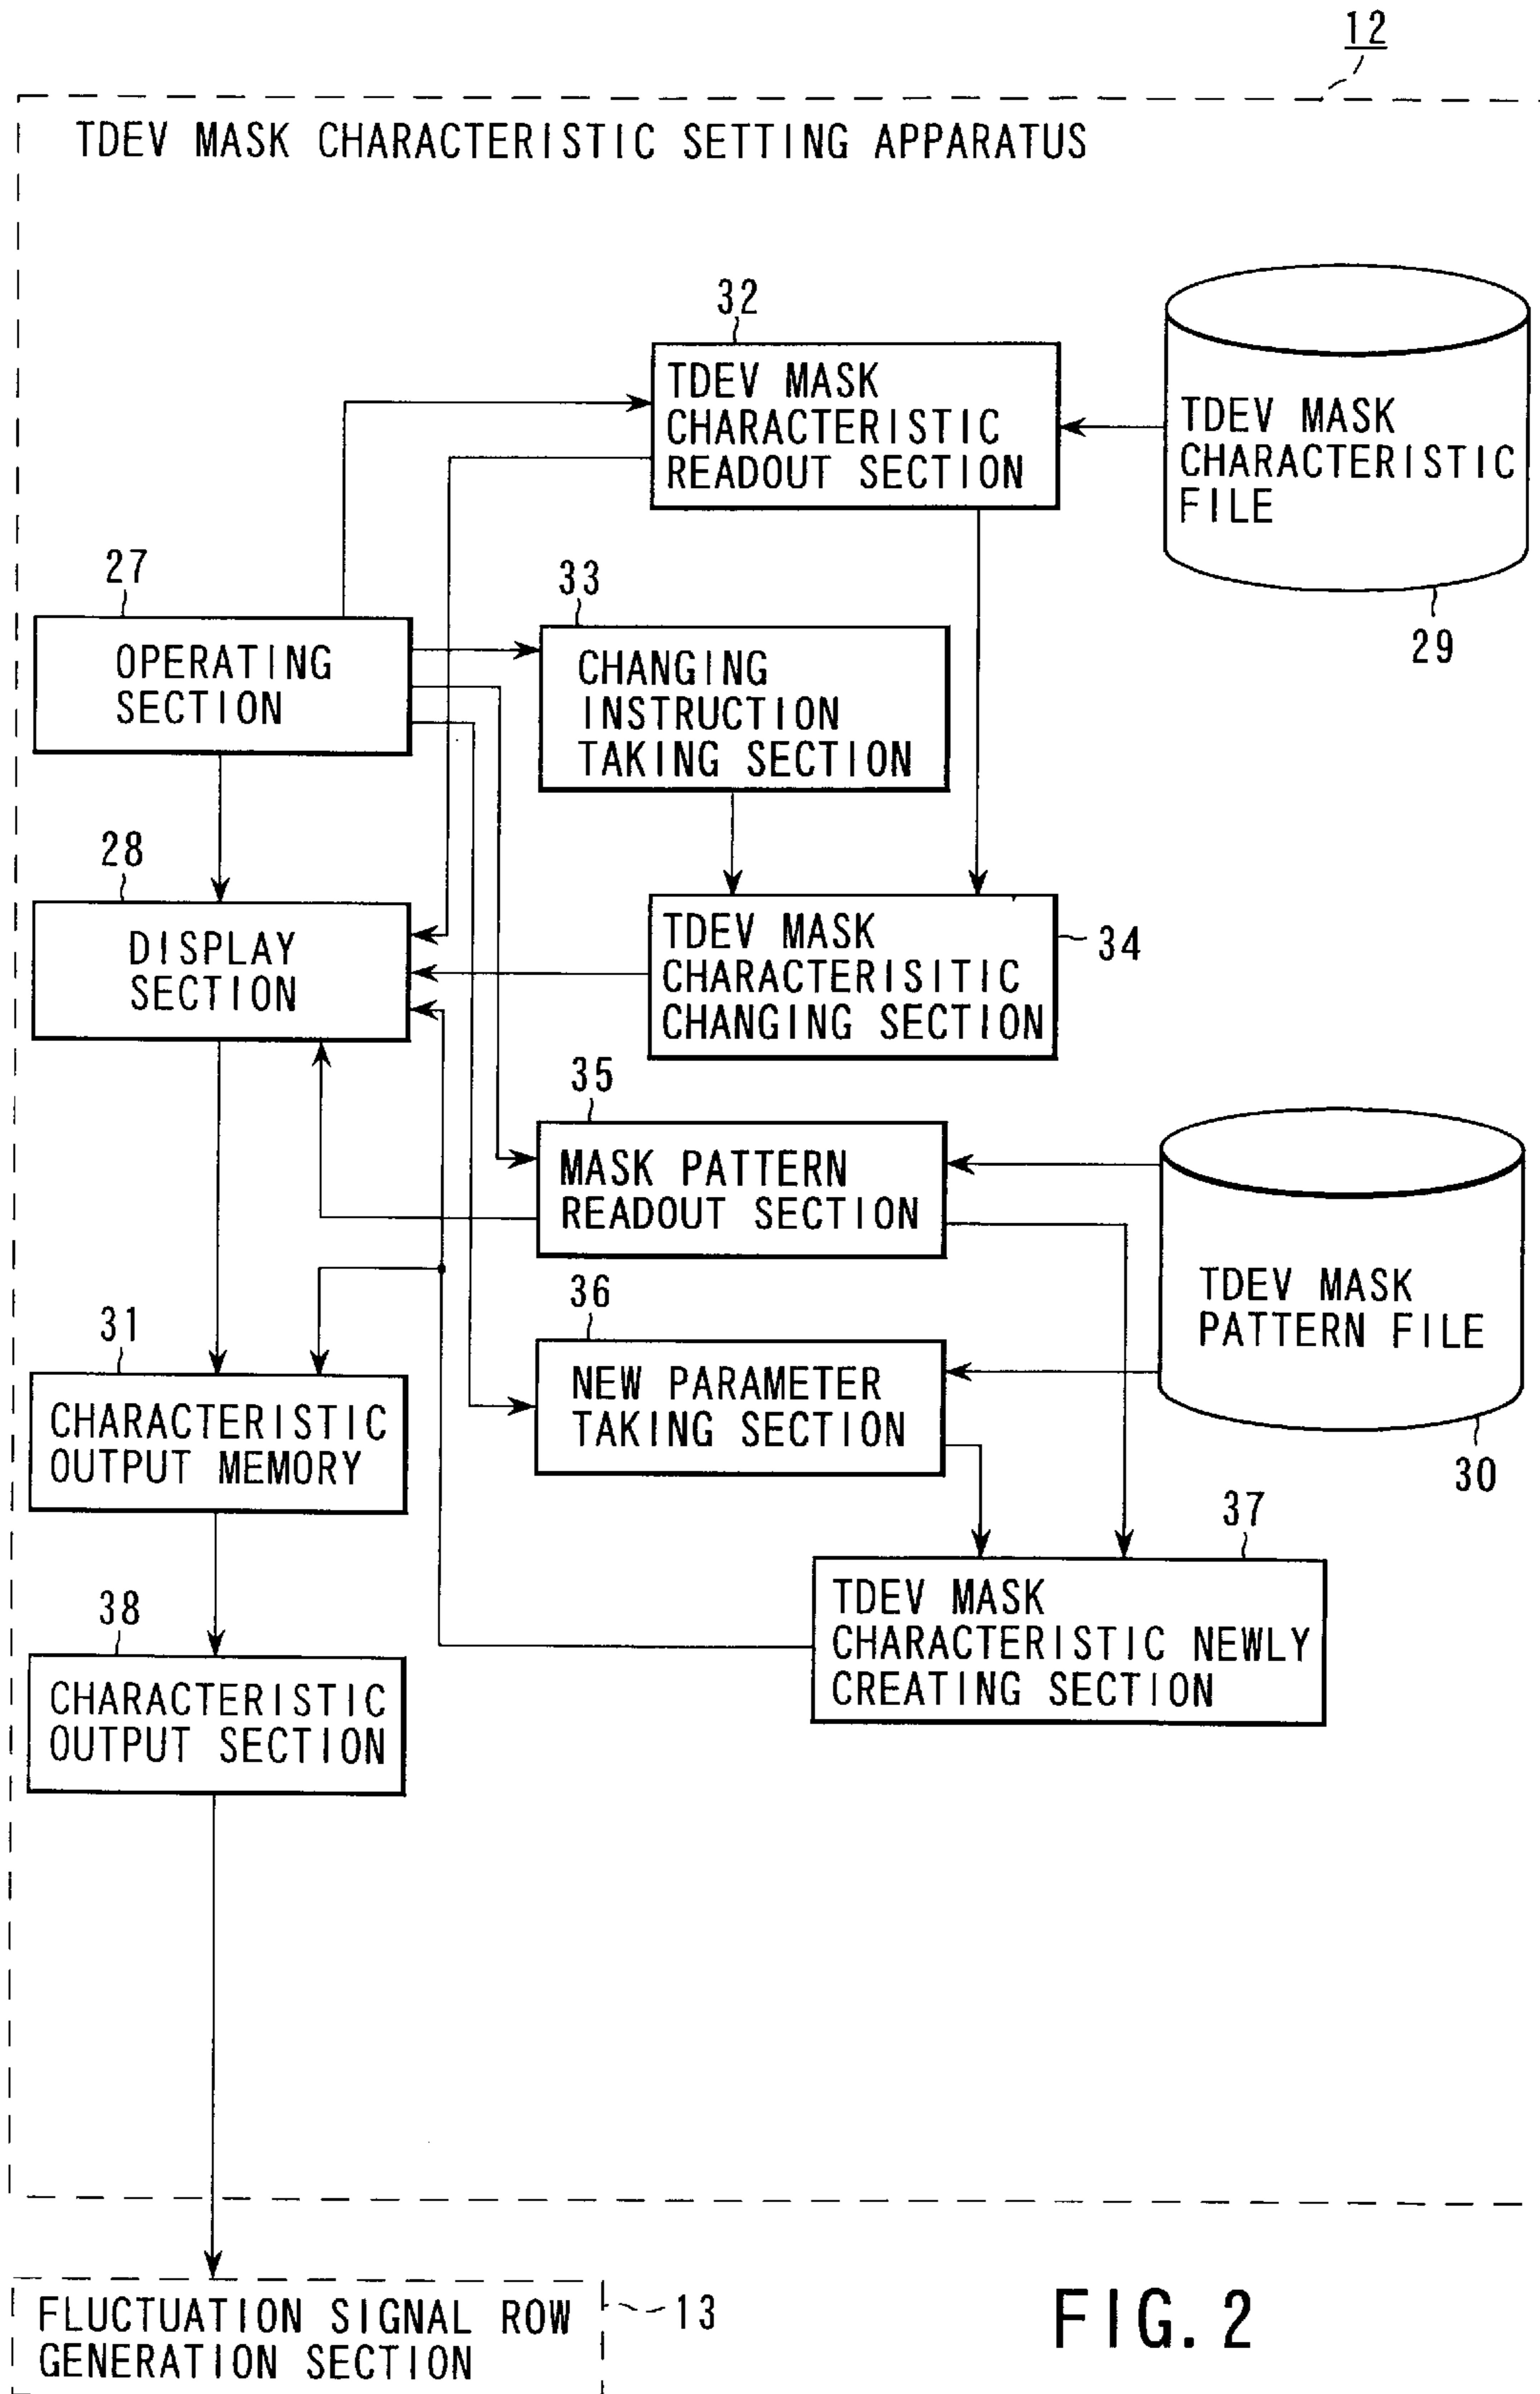 12
TDEV MASK CHARACTERISTIC SETTING APPARATUS
32
TDEV MASK
CHARACTERISTIC
READOUT SECTION
TDEV MASK
CHARACTERISTIC
FILE
29
27
OPERATING
SECTION
33
CHANGING
INSTRUCTION
TAKING SECTION
28
DISPLAY
SECTION
TDEV MASK
CHARACTERISITIC
CHANGING SECTION
34
35
MASK PATTERN
READOUT SECTION
TDEV MASK
PATTERN FILE
30
36
NEW PARAMETER
TAKING SECTION
31
CHARACTERISTIC
OUTPUT MEMORY
37
TDEV MASK
CHARACTERISTIC NEWLY
CREATING SECTION
38
CHARACTERISTIC
OUTPUT SECTION
FLUCTUATION SIGNAL ROW
GENERATION SECTION
13
FIG. 2